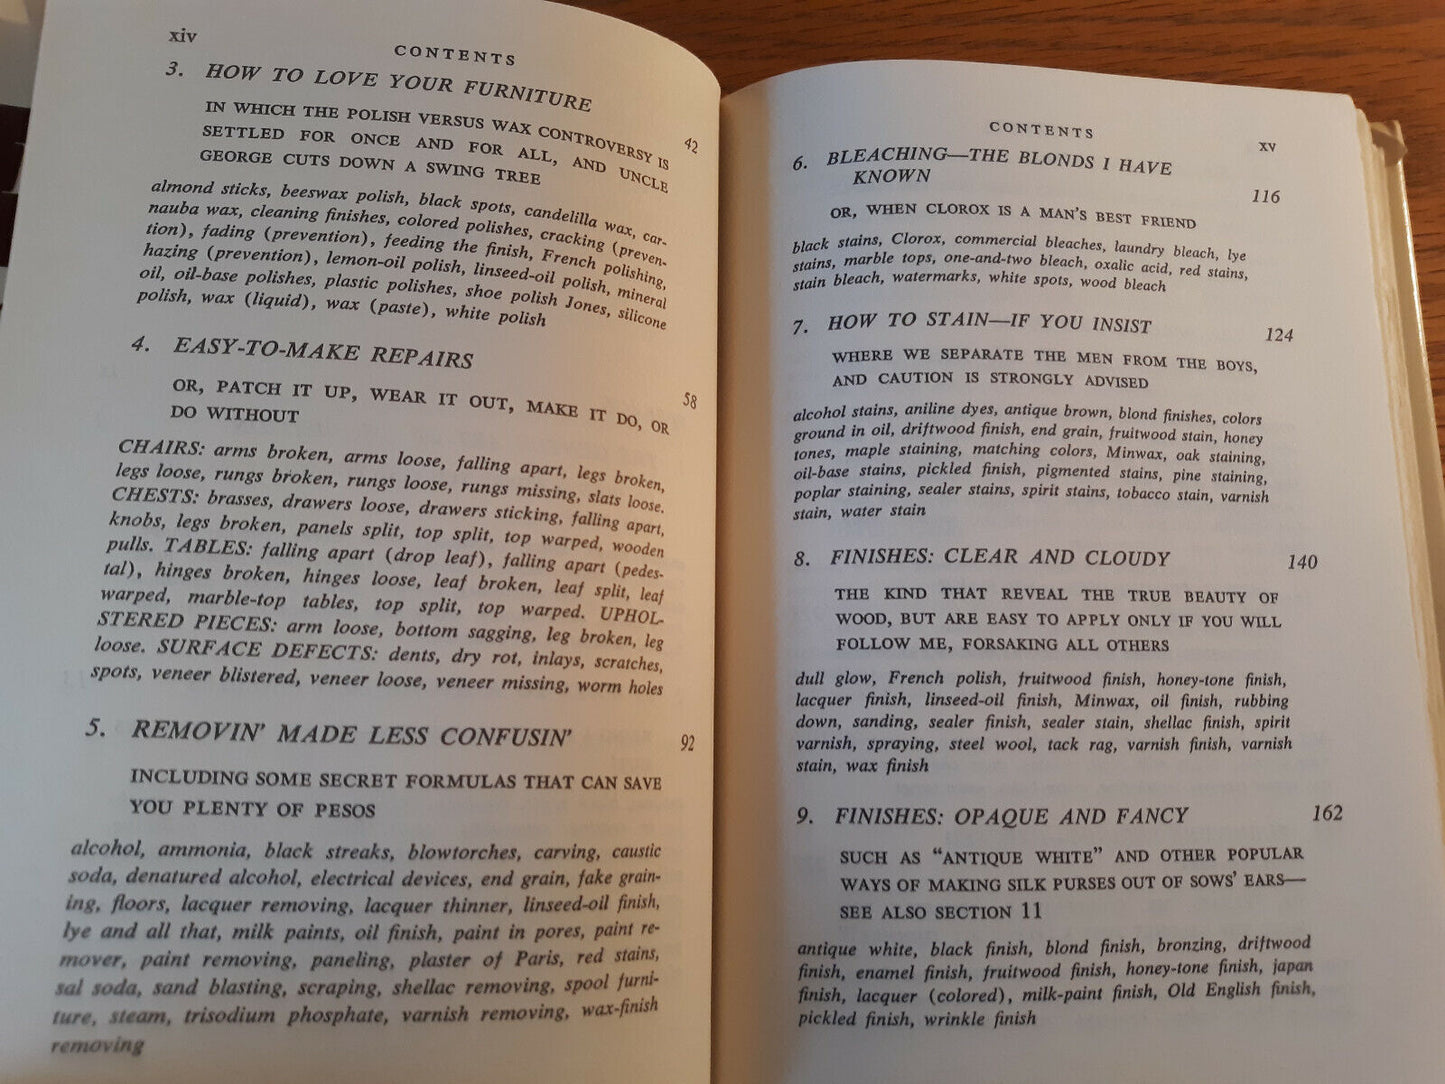 xiv
CONTENTS
3. HOW TO LOVE YOUR FURNITURE
IN WHICH THE POLISH VERSUS WAX CONTROVERSY IS 42
SETTLED FOR ONCE AND FOR ALL, AND UNCLE
GEORGE CUTS DOWN A SWING TREE
almond sticks, beeswax polish, black spots, candelilla wax, car-
nauba wax, cleaning finishes, colored polishes, cracking (preven-
tion), fading (prevention), feeding the finish, French polishing,
hazing (prevention), lemon-oil polish, linseed-oil polish, mineral
oil, oil-base polishes, plastic polishes, shoe polish Jones, silicone
polish, wax (liquid), wax (paste), white polish
4. EASY-TO-MAKE REPAIRS
OR, PATCH IT UP, WEAR IT OUT, MAKE IT DO, OR 58
DO WITHOUT
CHAIRS: arms broken, arms loose, falling apart, legs broken,
legs loose, rungs broken, rungs loose, rungs missing, slats loose.
CHESTS: brasses, drawers loose, drawers sticking, falling apart,
knobs, legs broken, panels split, top split, top warped, wooden
pulls. TABLES: falling apart (drop leaf), falling apart (pedes-
tal), hinges broken, hinges loose, leaf broken, leaf split, leaf
warped, marble-top tables, top split, top warped. UPHOL-
STERED PIECES: arm loose, bottom sagging, leg broken, leg
loose. SURFACE DEFECTS: dents, dry rot, inlays, scratches,
spots, veneer blistered, veneer loose, veneer missing, worm holes
5. REMOVIN' MADE LESS CONFUSIN' 92
INCLUDING SOME SECRET FORMULAS THAT CAN SAVE
YOU PLENTY OF PESOS
alcohol, ammonia, black streaks, blowtorches, carving, caustic
soda, denatured alcohol, electrical devices, end grain, fake grain-
ing, floors, lacquer removing, lacquer thinner, linseed-oil finish,
lye and all that, milk paints, oil finish, paint in pores, paint re-
mover, paint removing, paneling, plaster of Paris, red stains,
sal soda, sand blasting, scraping, shellac removing, spool furni-
ture, steam, trisodium phosphate, varnish removing, wax-finish
removing
CONTENTS
xv
6. BLEACHING—THE BLONDS I HAVE
KNOWN 116
OR, WHEN CLOROX IS A MAN'S BEST FRIEND
black stains, Clorox, commercial bleaches, laundry bleach, lye
stains, marble tops, one-and-two bleach, oxalic acid, red stains,
stain bleach, watermarks, white spots, wood bleach
7. HOW TO STAIN—IF YOU INSIST 124
WHERE WE SEPARATE THE MEN FROM THE BOYS,
AND CAUTION IS STRONGLY ADVISED
alcohol stains, aniline dyes, antique brown, blond finishes, colors
ground in oil, driftwood finish, end grain, fruitwood stain, honey
tones, maple staining, matching colors, Minwax, oak staining,
oil-base stains, pickled finish, pigmented stains, pine staining,
poplar staining, sealer stains, spirit stains, tobacco stain, varnish
stain, water stain
8. FINISHES: CLEAR AND CLOUDY 140
THE KIND THAT REVEAL THE TRUE BEAUTY OF
WOOD, BUT ARE EASY TO APPLY ONLY IF YOU WILL
FOLLOW ME, FORSAKING ALL OTHERS
dull glow, French polish, fruitwood finish, honey-tone finish,
lacquer finish, linseed-oil finish, Minwax, oil finish, rubbing
down, sanding, sealer finish, sealer stain, shellac finish, spirit
varnish, spraying, steel wool, tack rag, varnish finish, varnish
stain, wax finish
9. FINISHES: OPAQUE AND FANCY 162
SUCH AS "ANTIQUE WHITE" AND OTHER POPULAR
WAYS OF MAKING SILK PURSES OUT OF SOWS' EARS—
SEE ALSO SECTION 11
antique white, black finish, blond finish, bronzing, driftwood
finish, enamel finish, fruitwood finish, honey-tone finish, japan
finish, lacquer (colored), milk-paint finish, Old English finish,
pickled finish, wrinkle finish